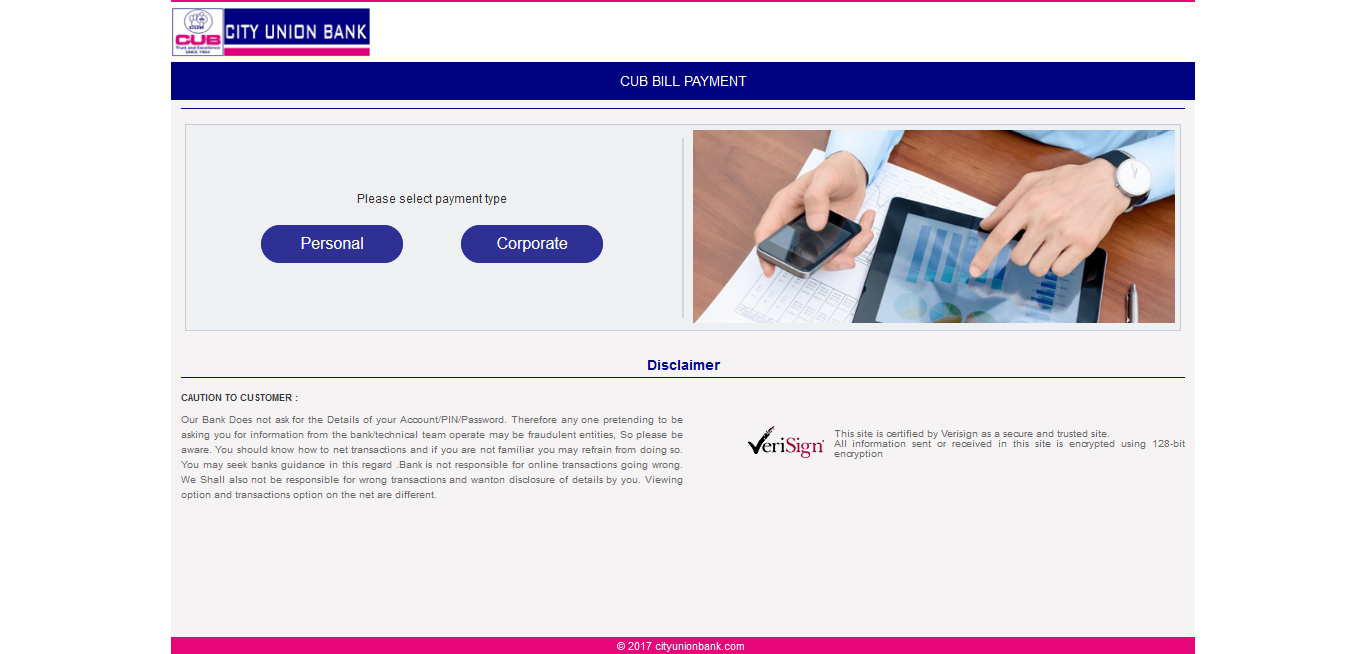 CUB
CUB
Trust and Excellence
SINCE 1904
CITY UNION BANK
CUB BILL PAYMENT
Please select payment type
Personal
Corporate
Disclaimer
CAUTION TO CUSTOMER :
Our Bank Does not ask for the Details of your Account/PIN/Password. Therefore any one pretending to be
asking you for information from the bank/technical team operate may be fraudulent entities, So please be
aware. You should know how to net transactions and if you are not familiar you may refrain from doing so.
You may seek banks guidance in this regard .Bank is not responsible for online transactions going wrong.
We Shall also not be responsible for wrong transactions and wanton disclosure of details by you. Viewing
option and transactions option on the net are different.
VeriSign
This site is certified by Verisign as a secure and trusted site.
All information sent or received in this site is encrypted using 128-bit
encryption
© 2017 cityunionbank.com